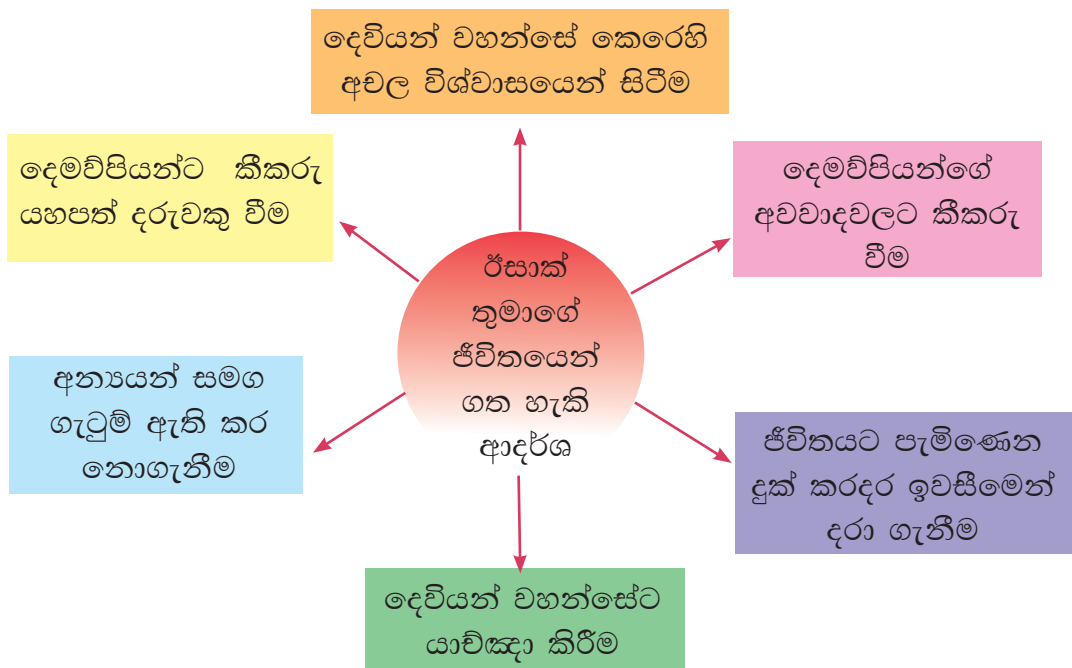 දෙවියන් වහන්සේ කෙරෙහි
අචල විශ්වාසයෙන් සිටීම
දෙමව්පියන්ට කීකරු
යහපත් දරුවකු වීම
දෙමව්පියන්ගේ
අවවාදවලට කීකරු
වීම
ඊසාක්
තුමාගේ
ජීවිතයෙන්
ගත හැකි
ආදර්ශ
අන්‍යයන් සමග
ගැටුම් ඇති කර
නොගැනීම
ජීවිතයට පැමිණෙන
දුක් කරදර ඉවසීමෙන්
දරා ගැනීම
දෙවියන් වහන්සේට
යාච්ඤා කිරීම